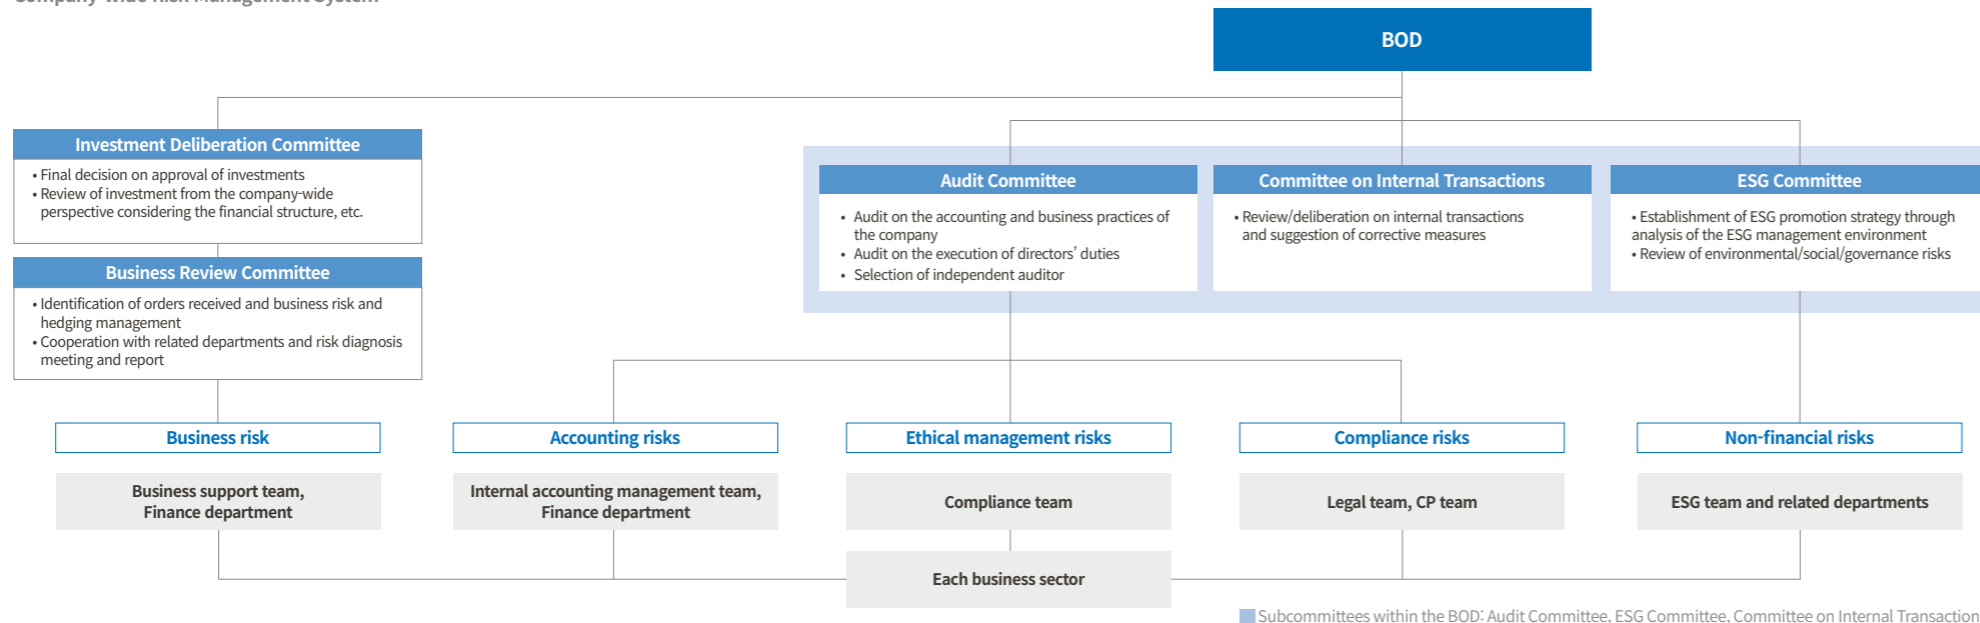 Company-wide Risk Management System
BOD
Investment Deliberation Committee
• Final decision on approval of investments
• Review of investment from the company-wide
perspective considering the financial structure, etc.
Business Review Committee
• Identification of orders received and business risk and
hedging management
• Cooperation with related departments and risk diagnosis
meeting and report
Audit Committee
• Audit on the accounting and business practices of
the company
• Audit on the execution of directors’ duties
• Selection of independent auditor
Committee on Internal Transactions
• Review/deliberation on internal transactions
and suggestion of corrective measures
ESG Committee
• Establishment of ESG promotion strategy through
analysis of the ESG management environment
• Review of environmental/social/governance risks
Business risk
Accounting risks
Ethical management risks
Compliance risks
Non-financial risks
Business support team,
Finance department
Internal accounting management team,
Finance department
Compliance team
Legal team, CP team
ESG team and related departments
Each business sector
Subcommittees within the BOD: Audit Committee, ESG Committee, Committee on Internal Transaction